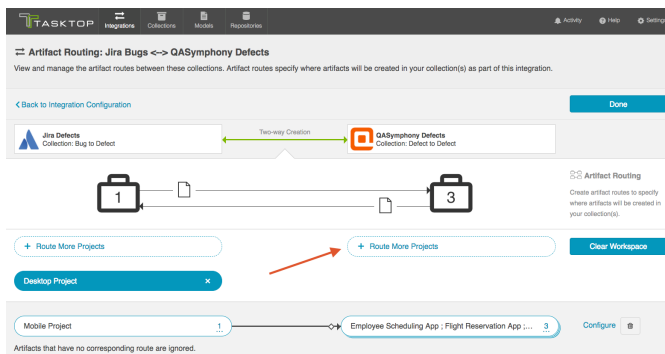 TASKTOP
Integrations
Collections
Models
Repositories
Activity
Help
Settings
Artifact Routing: Jira Bugs <--> QASymphony Defects
View and manage the artifact routes between these collections. Artifact routes specify where artifacts will be created in your collection(s) as part of this integration.
Back to Integration Configuration
Done
Jira Defects
Collection: Bug to Defect
Two-way Creation
QASymphony Defects
Collection: Defect to Defect
1
3
Artifact Routing
Create artifact routes to specify
where artifacts will be created in
your collection(s).
+ Route More Projects
+ Route More Projects
Clear Workspace
Desktop Project ×
Mobile Project 1
Employee Scheduling App ; Flight Reservation App ;... 3
Configure
Artifacts that have no corresponding route are ignored.